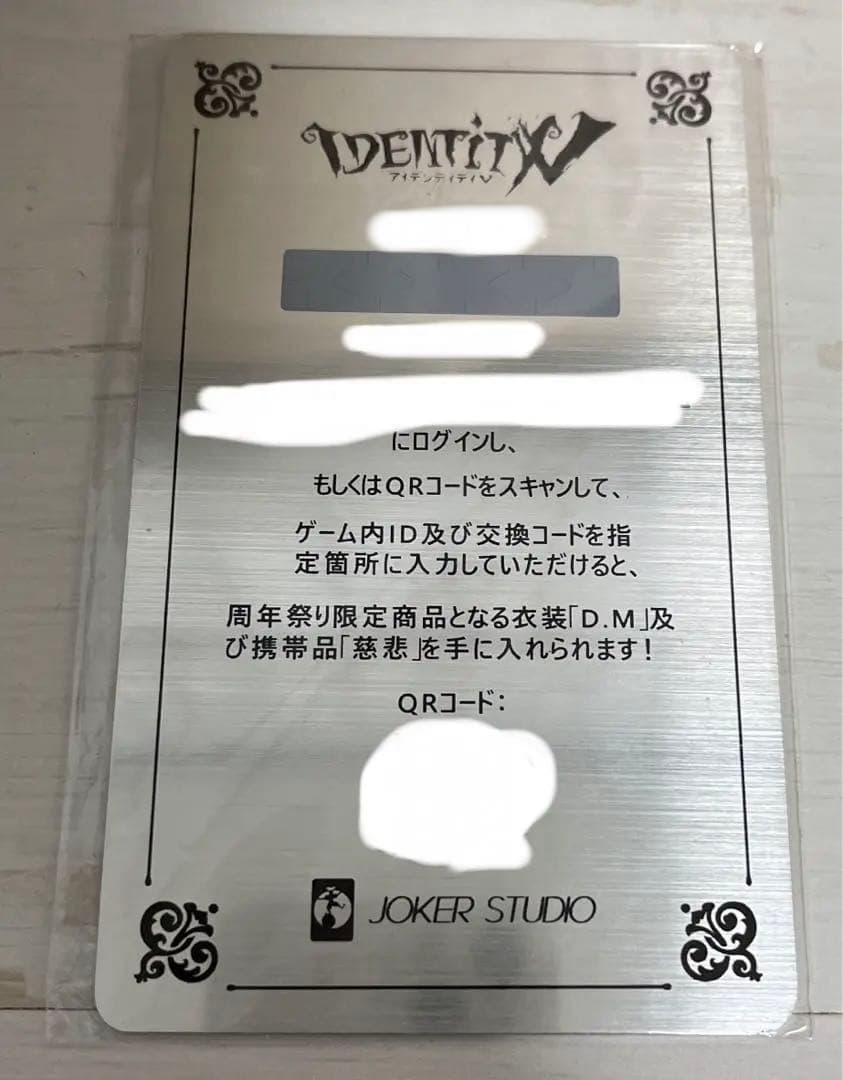 IDENTITY V
アイデンティティV
にログインし、
もしくはQRコードをスキャンして、
ゲーム内ID及び交換コードを指
定箇所に入力していただけると、
周年祭り限定商品となる衣装「D.M」及
び携帯品「慈悲」を手に入れられます！
QRコード：
JOKER STUDIO